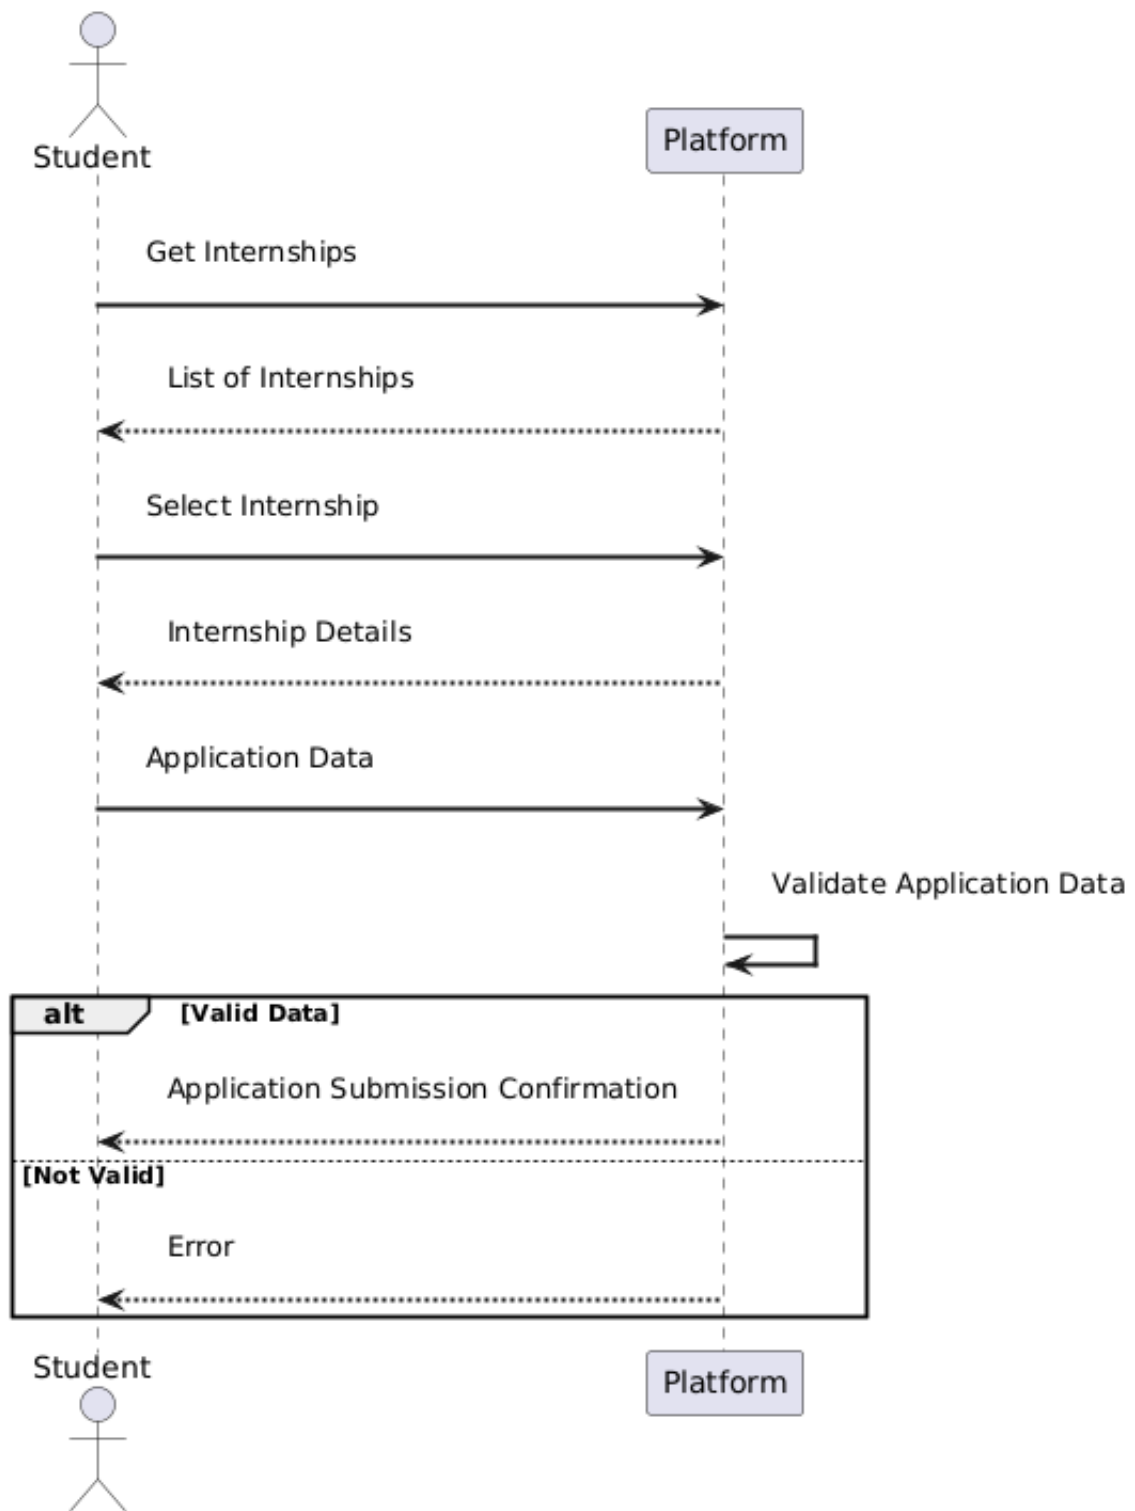 Student
Platform
Get Internships
List of Internships
Select Internship
Internship Details
Application Data
Validate Application Data
alt [Valid Data]
Application Submission Confirmation
[Not Valid]
Error
Student
Platform